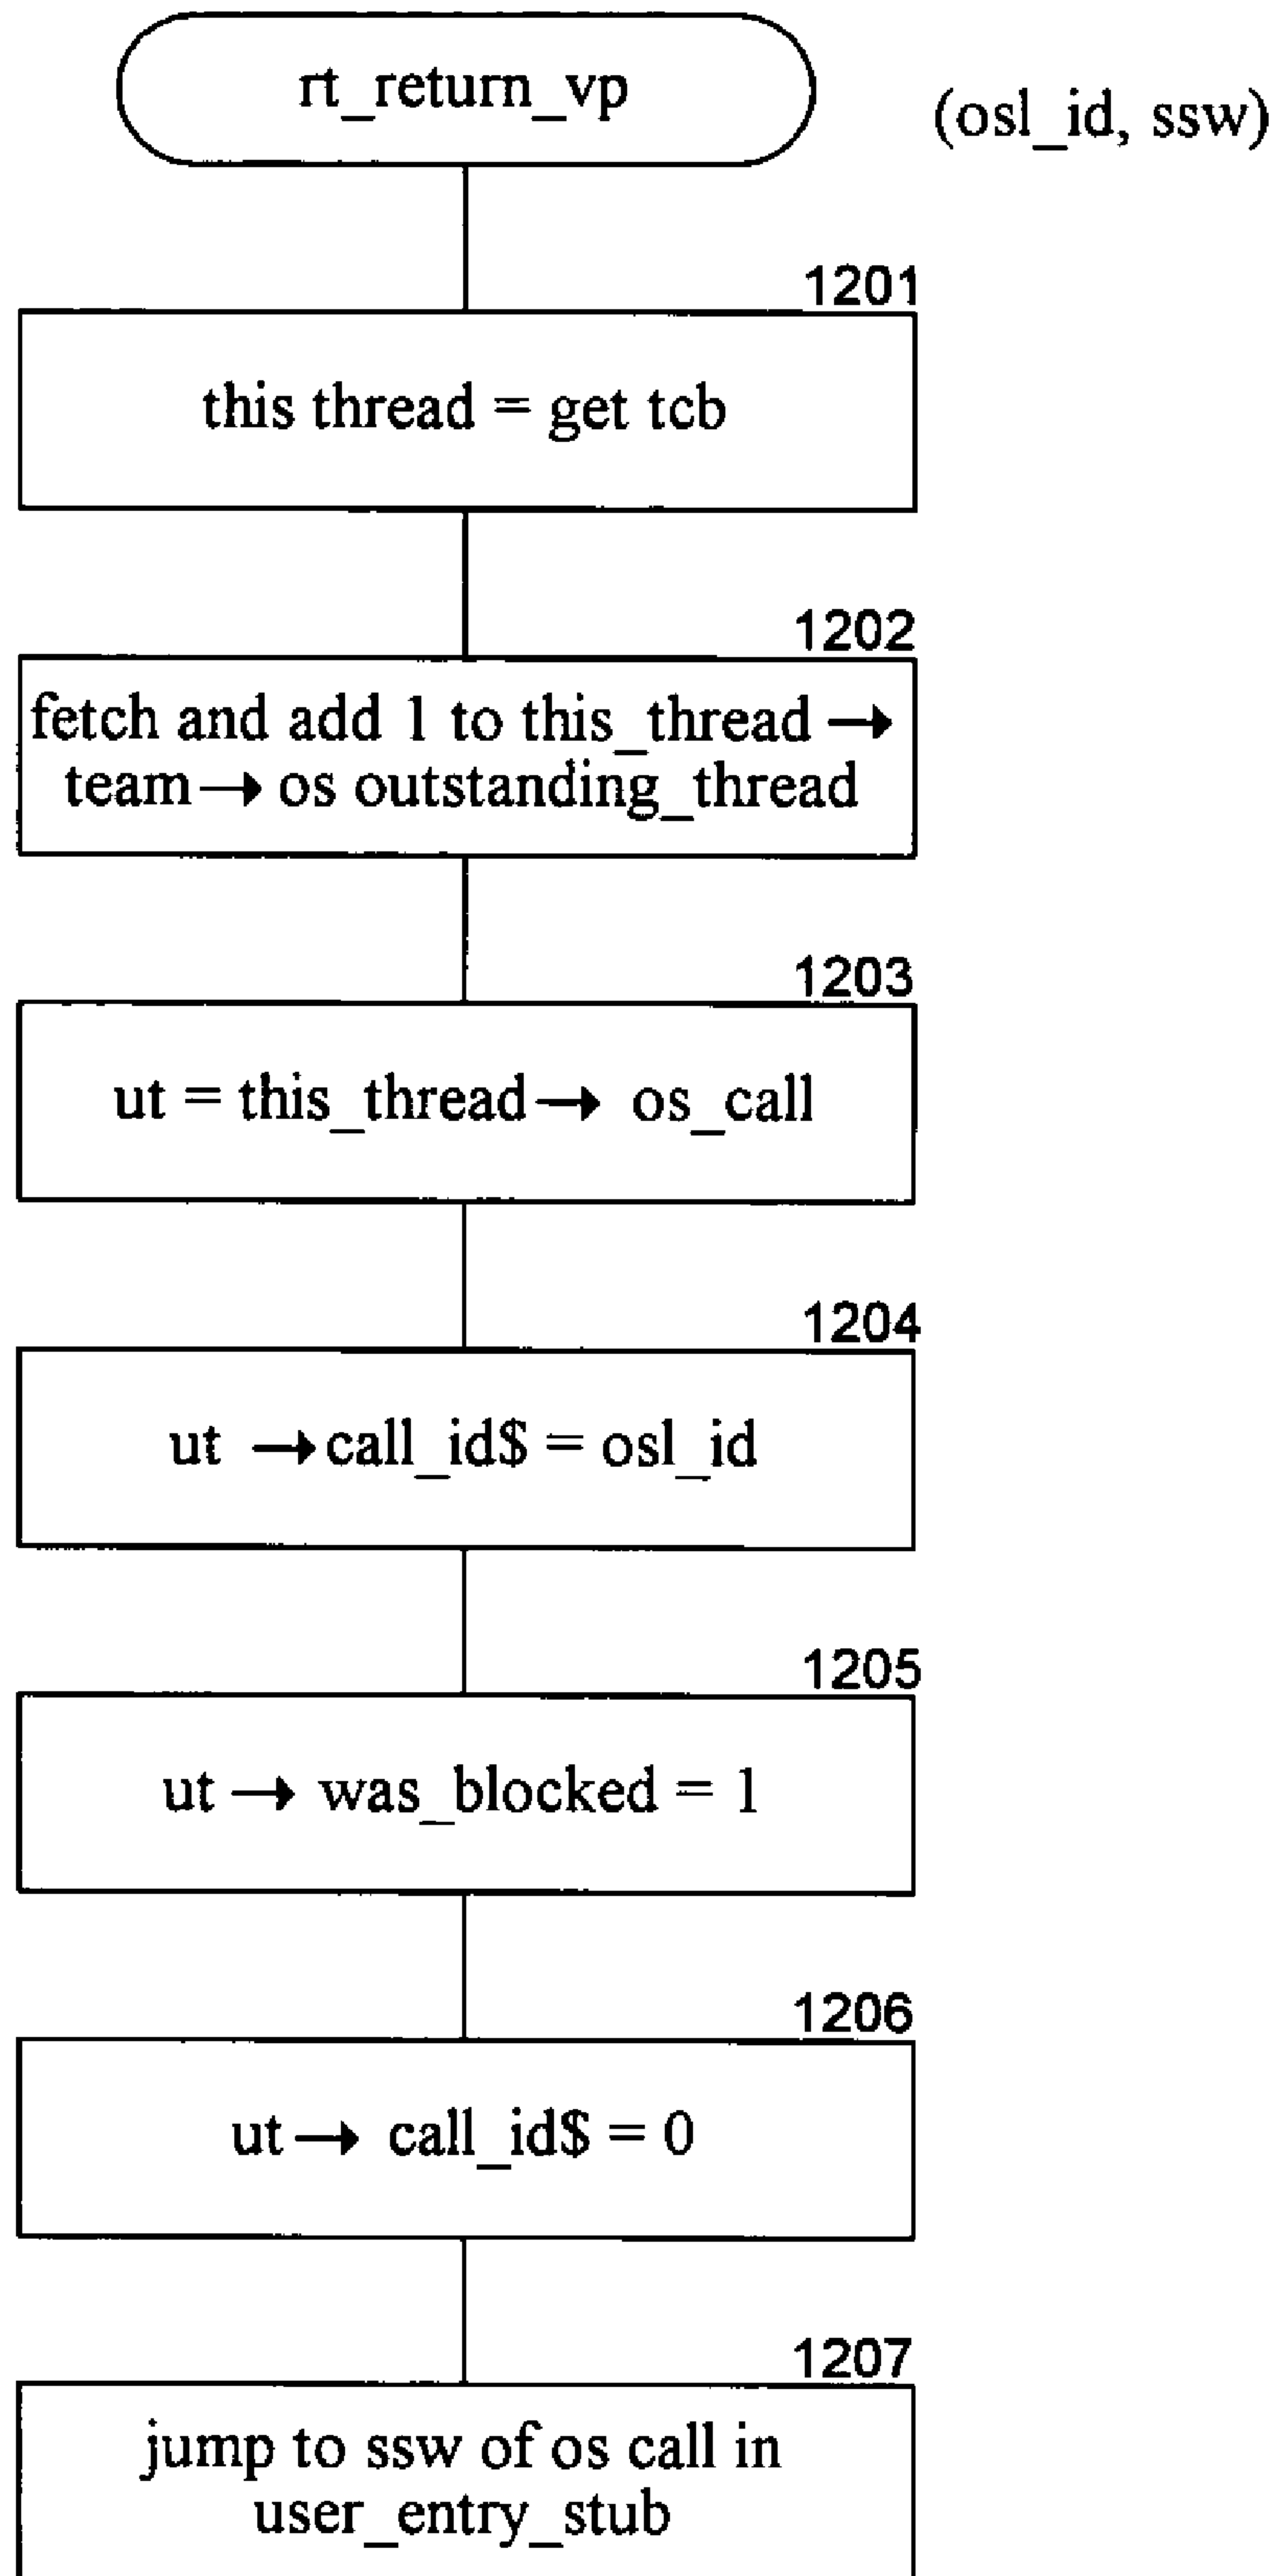 rt_return_vp
(osl_id, ssw)
1201
this thread = get tcb
1202
fetch and add 1 to this_thread →
team → os outstanding_thread
1203
ut = this_thread → os_call
1204
ut → call_id$ = osl_id
1205
ut → was_blocked = 1
1206
ut → call_id$ = 0
1207
jump to ssw of os call in
user_entry_stub